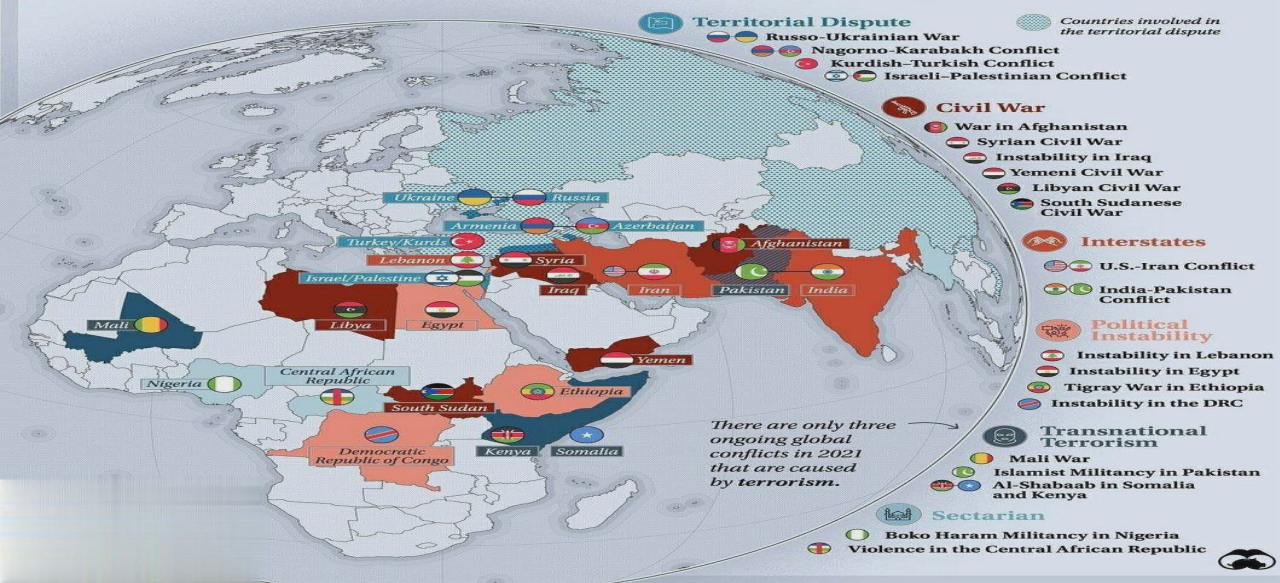 Territorial Dispute
Russo-Ukrainian War
Nagorno-Karabakh Conflict
Kurdish-Turkish Conflict
Israeli-Palestinian Conflict
Countries involved in
the territorial dispute
Civil War
War in Afghanistan
Syrian Civil War
Instability in Iraq
Yemeni Civil War
Libyan Civil War
South Sudanese
Civil War
Interstates
U.S.-Iran Conflict
India-Pakistan
Conflict
Political
Instability
Instability in Lebanon
Instability in Egypt
Tigray War in Ethiopia
Instability in the DRC
Transnational
Terrorism
Mali War
Islamist Militancy in Pakistan
Al-Shabaab in Somalia
and Kenya
Sectarian
Boko Haram Militancy in Nigeria
Violence in the Central African Republic
Ukraine
Russia
Armenia
Azerbaijan
Turkey/Kurds
Afghanistan
Lebanon
Syria
Israel/Palestine
Iraq
Iran
Pakistan
India
Mali
Libya
Egypt
Yemen
Nigeria
Central African
Republic
Ethiopia
South Sudan
Democratic
Republic of Congo
Kenya
Somalia
There are only three
ongoing global
conflicts in 2021
that are caused
by terrorism.